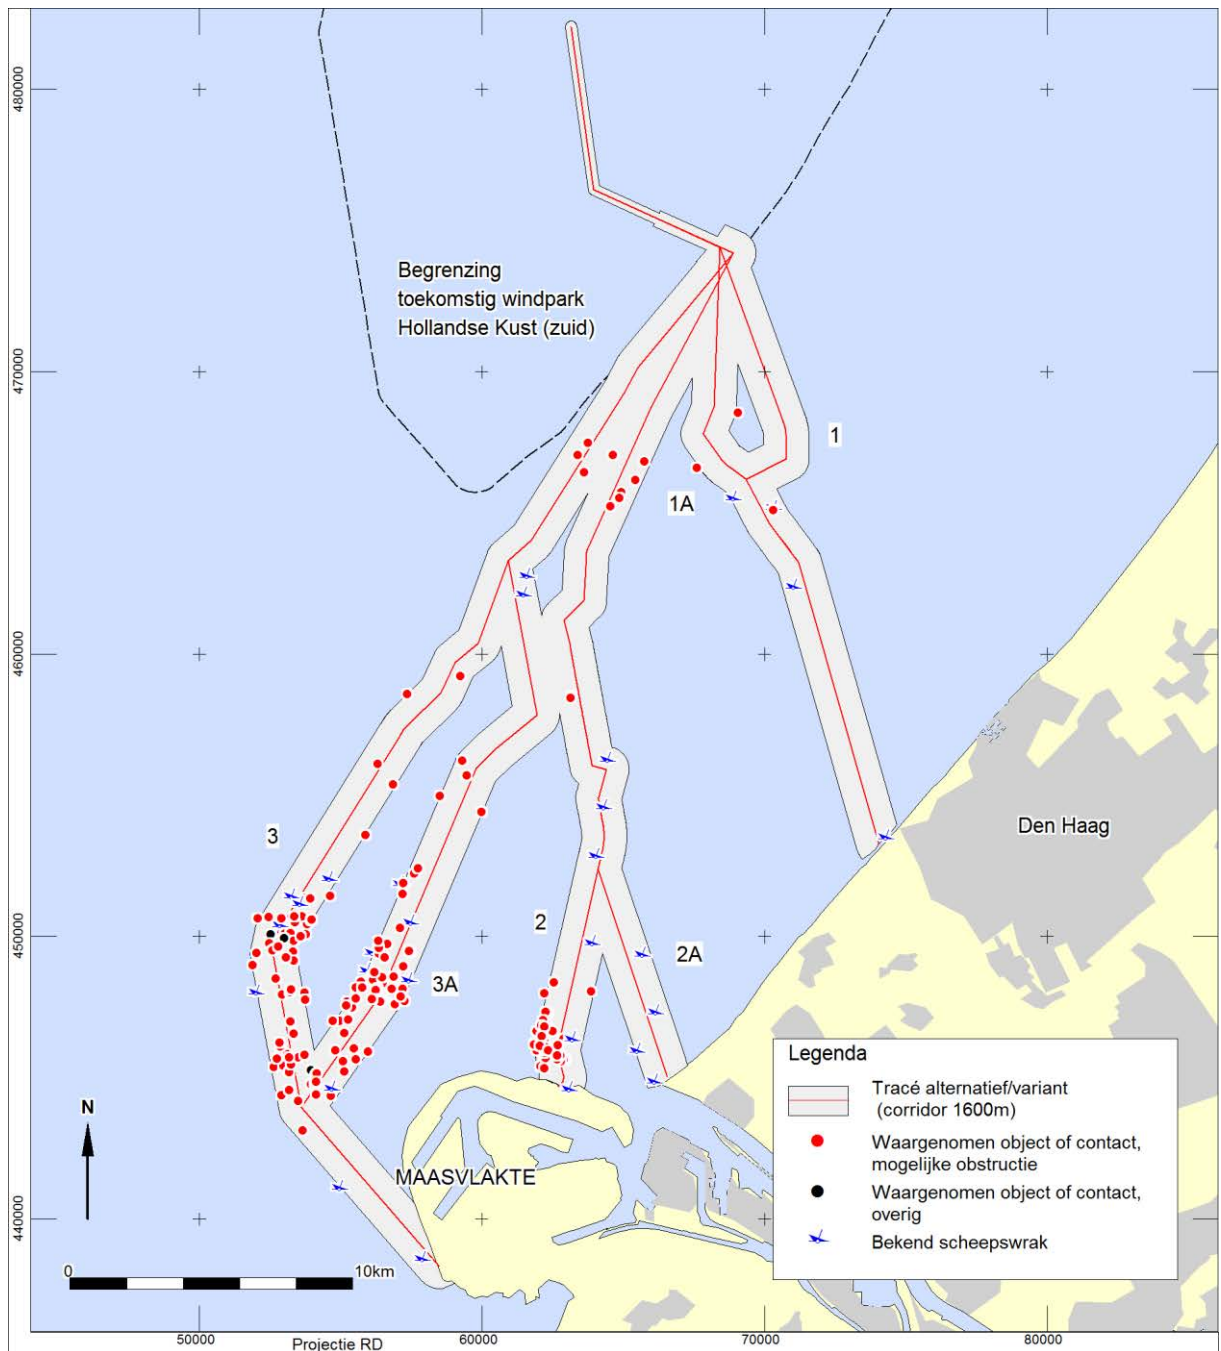 480000
470000
460000
450000
440000
Begrenzing
toekomstig windpark
Hollandse Kust (zuid)
1
1A
3
Den Haag
2
2A
3A
MAASVLAKTE
N
0
10km
Legenda
Tracé alternatief/variant
(corridor 1600m)
Waargenomen object of contact,
mogelijke obstructie
Waargenomen object of contact,
overig
Bekend scheepswrak
50000
60000
70000
80000
Projectie RD